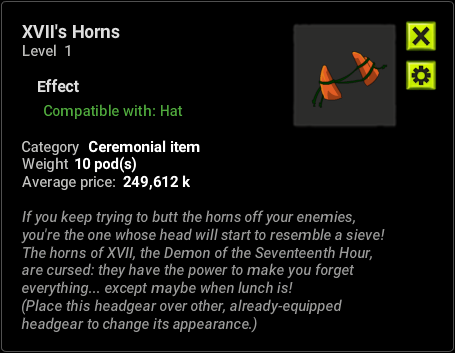 XVII's Horns
Level 1
Effect
Compatible with: Hat
Category Ceremonial item
Weight 10 pod(s)
Average price: 249,612 k
If you keep trying to butt the horns off your enemies,
you're the one whose head will start to resemble a sieve!
The horns of XVII, the Demon of the Seventeenth Hour,
are cursed: they have the power to make you forget
everything... except maybe when lunch is!
(Place this headgear over other, already-equipped
headgear to change its appearance.)